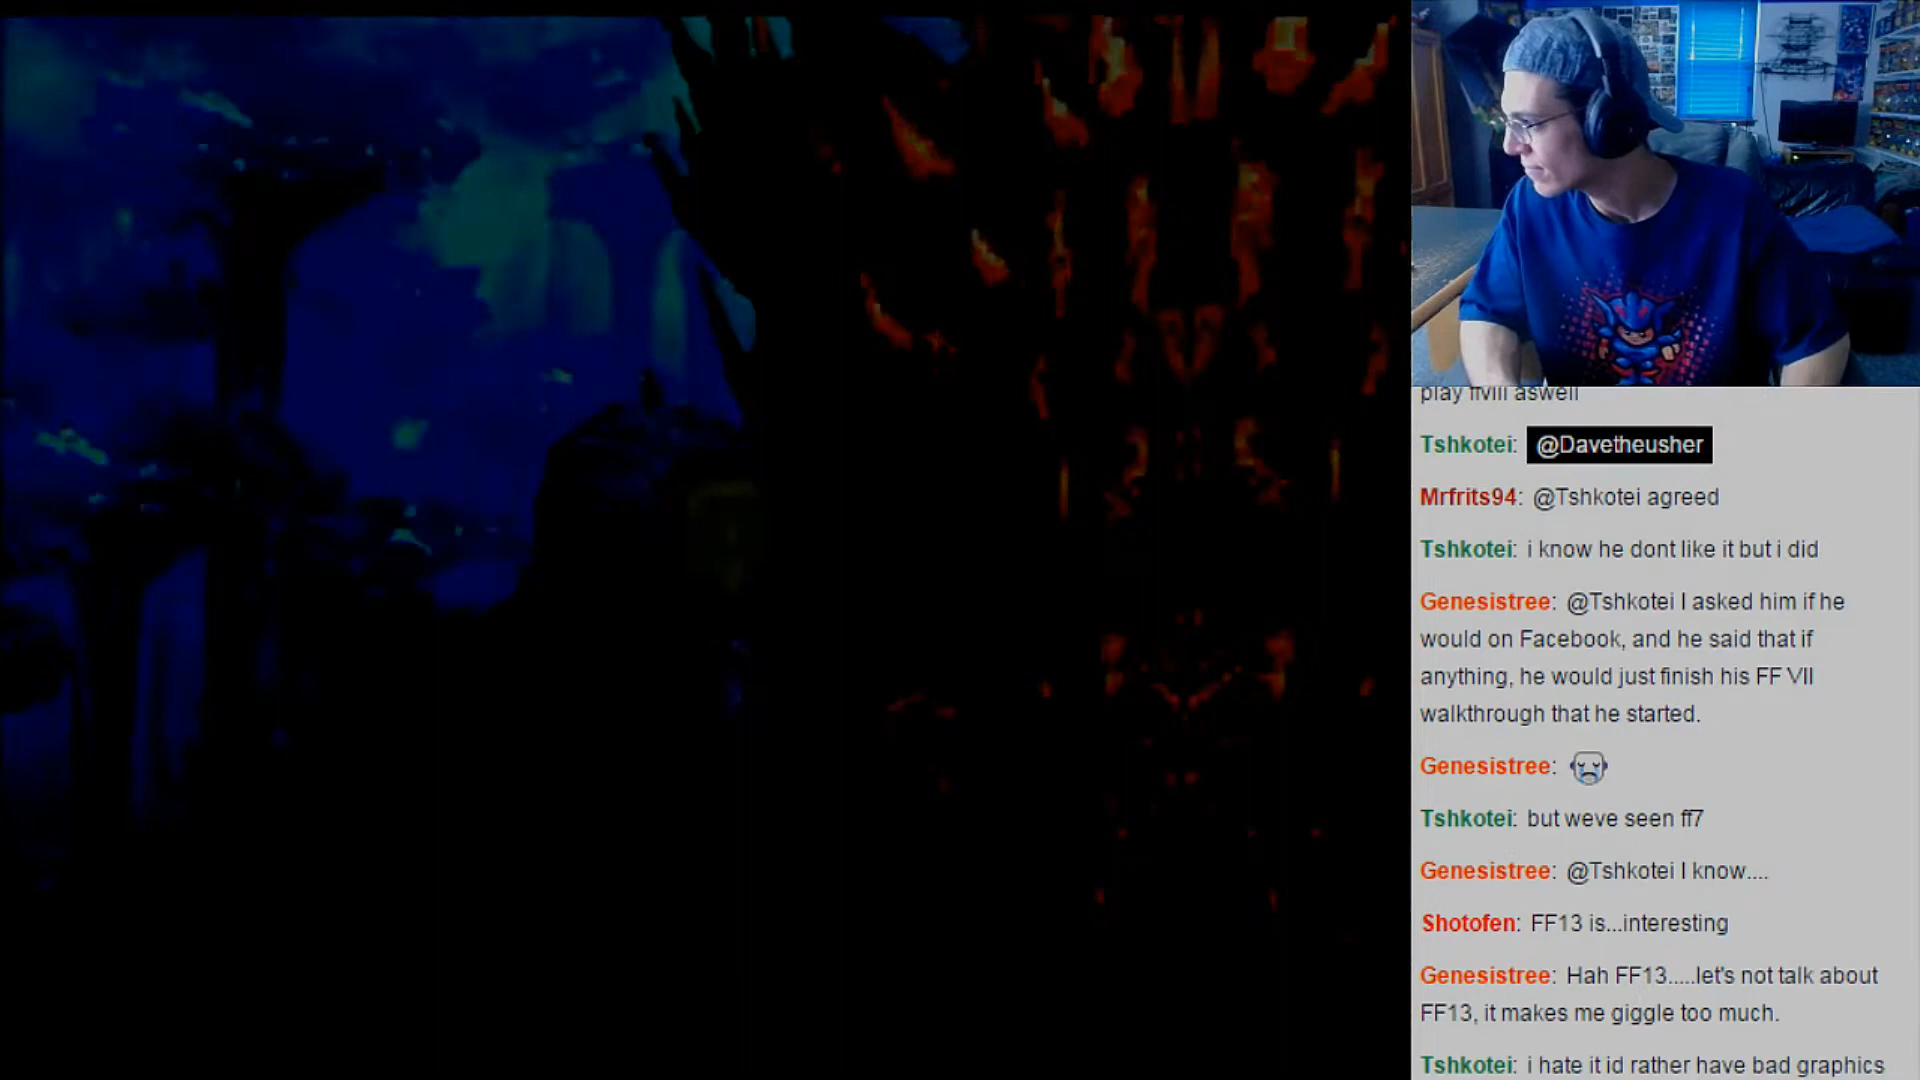 play ffviii aswell
Tshkotei: @Davetheusher
Mrfrits94: @Tshkotei agreed
Tshkotei: i know he dont like it but i did
Genesistree: @Tshkotei I asked him if he
would on Facebook, and he said that if
anything, he would just finish his FF VII
walkthrough that he started.
Genesistree:
Tshkotei: but weve seen ff7
Genesistree: @Tshkotei I know....
Shotofen: FF13 is...interesting
Genesistree: Hah FF13.....let's not talk about
FF13, it makes me giggle too much.
Tshkotei: i hate it id rather have bad graphics